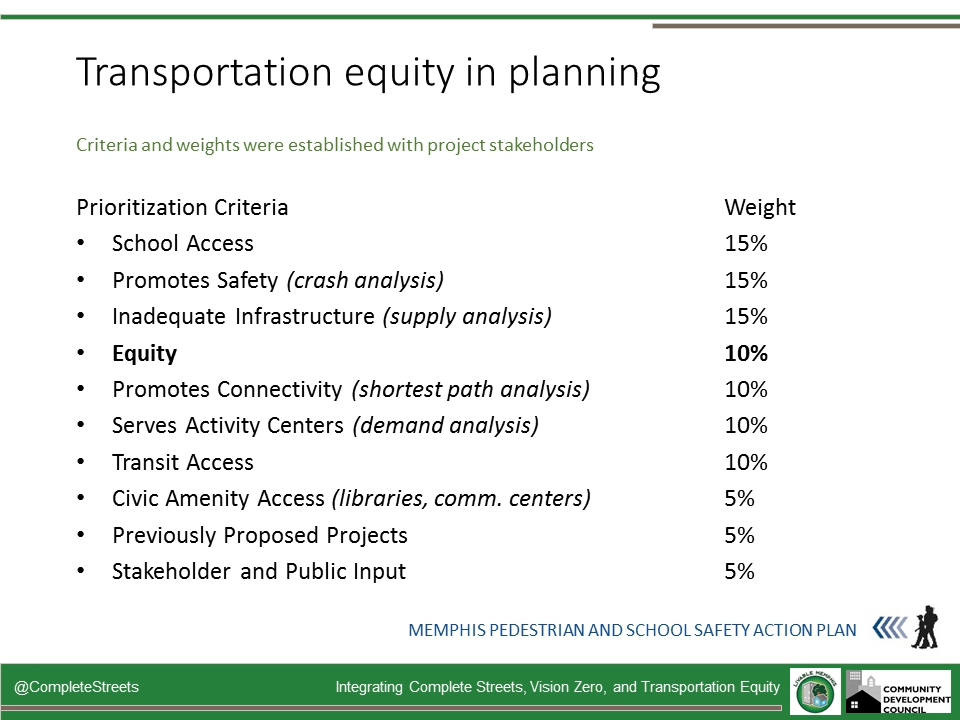 Transportation equity in planning
Criteria and weights were established with project stakeholders
Prioritization Criteria Weight
• School Access 15%
• Promotes Safety (crash analysis) 15%
• Inadequate Infrastructure (supply analysis) 15%
• Equity 10%
• Promotes Connectivity (shortest path analysis) 10%
• Serves Activity Centers (demand analysis) 10%
• Transit Access 10%
• Civic Amenity Access (libraries, comm. centers) 5%
• Previously Proposed Projects 5%
• Stakeholder and Public Input 5%
MEMPHIS PEDESTRIAN AND SCHOOL SAFETY ACTION PLAN
@CompleteStreets Integrating Complete Streets, Vision Zero, and Transportation Equity
LIVABLE MEMPHIS
COMMUNITY
DEVELOPMENT
COUNCIL